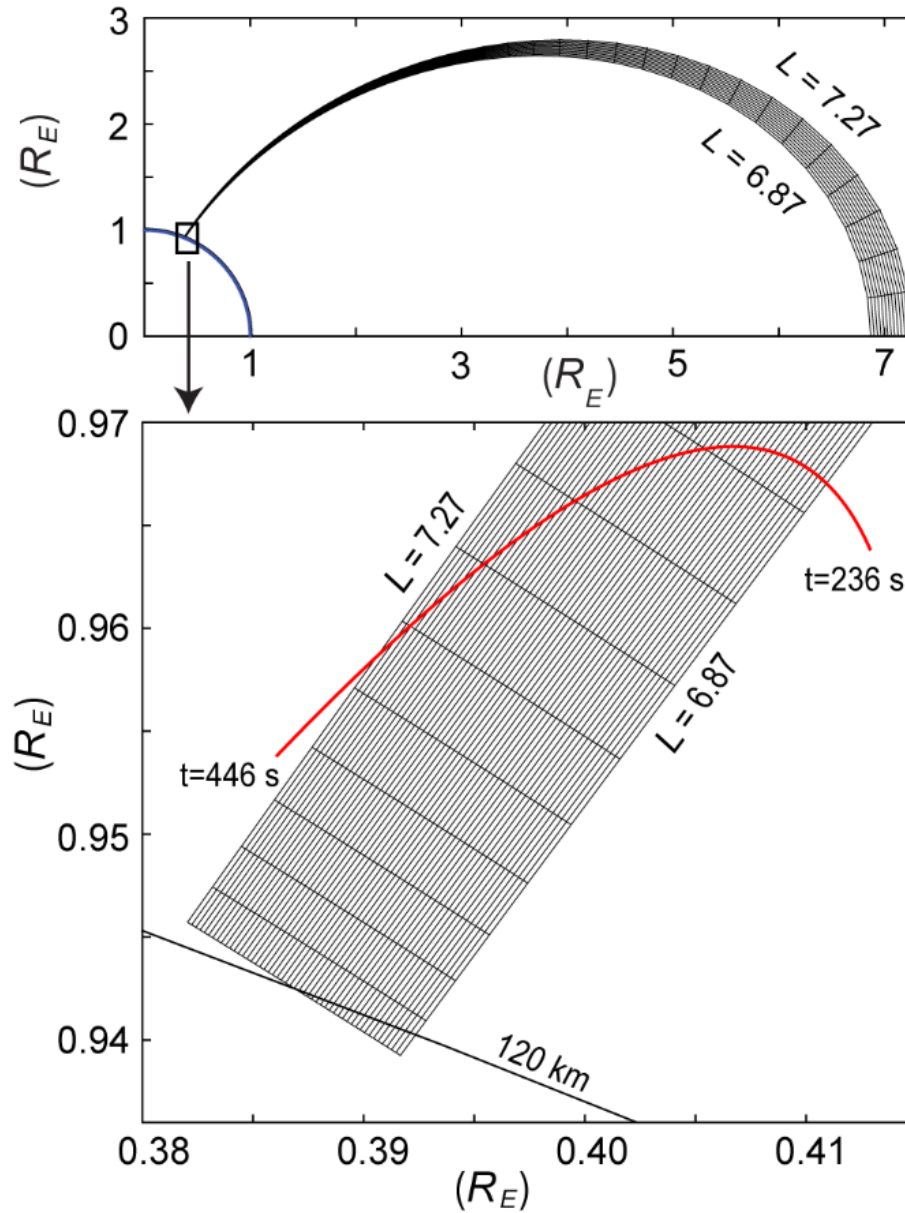 3
2
1
0
(R_E)
L = 7.27
L = 6.87
1
3
5
7
(R_E)
0.97
0.96
0.95
0.94
(R_E)
L = 7.27
L = 6.87
t=236 s
t=446 s
120 km
0.38
0.39
0.40
0.41
(R_E)